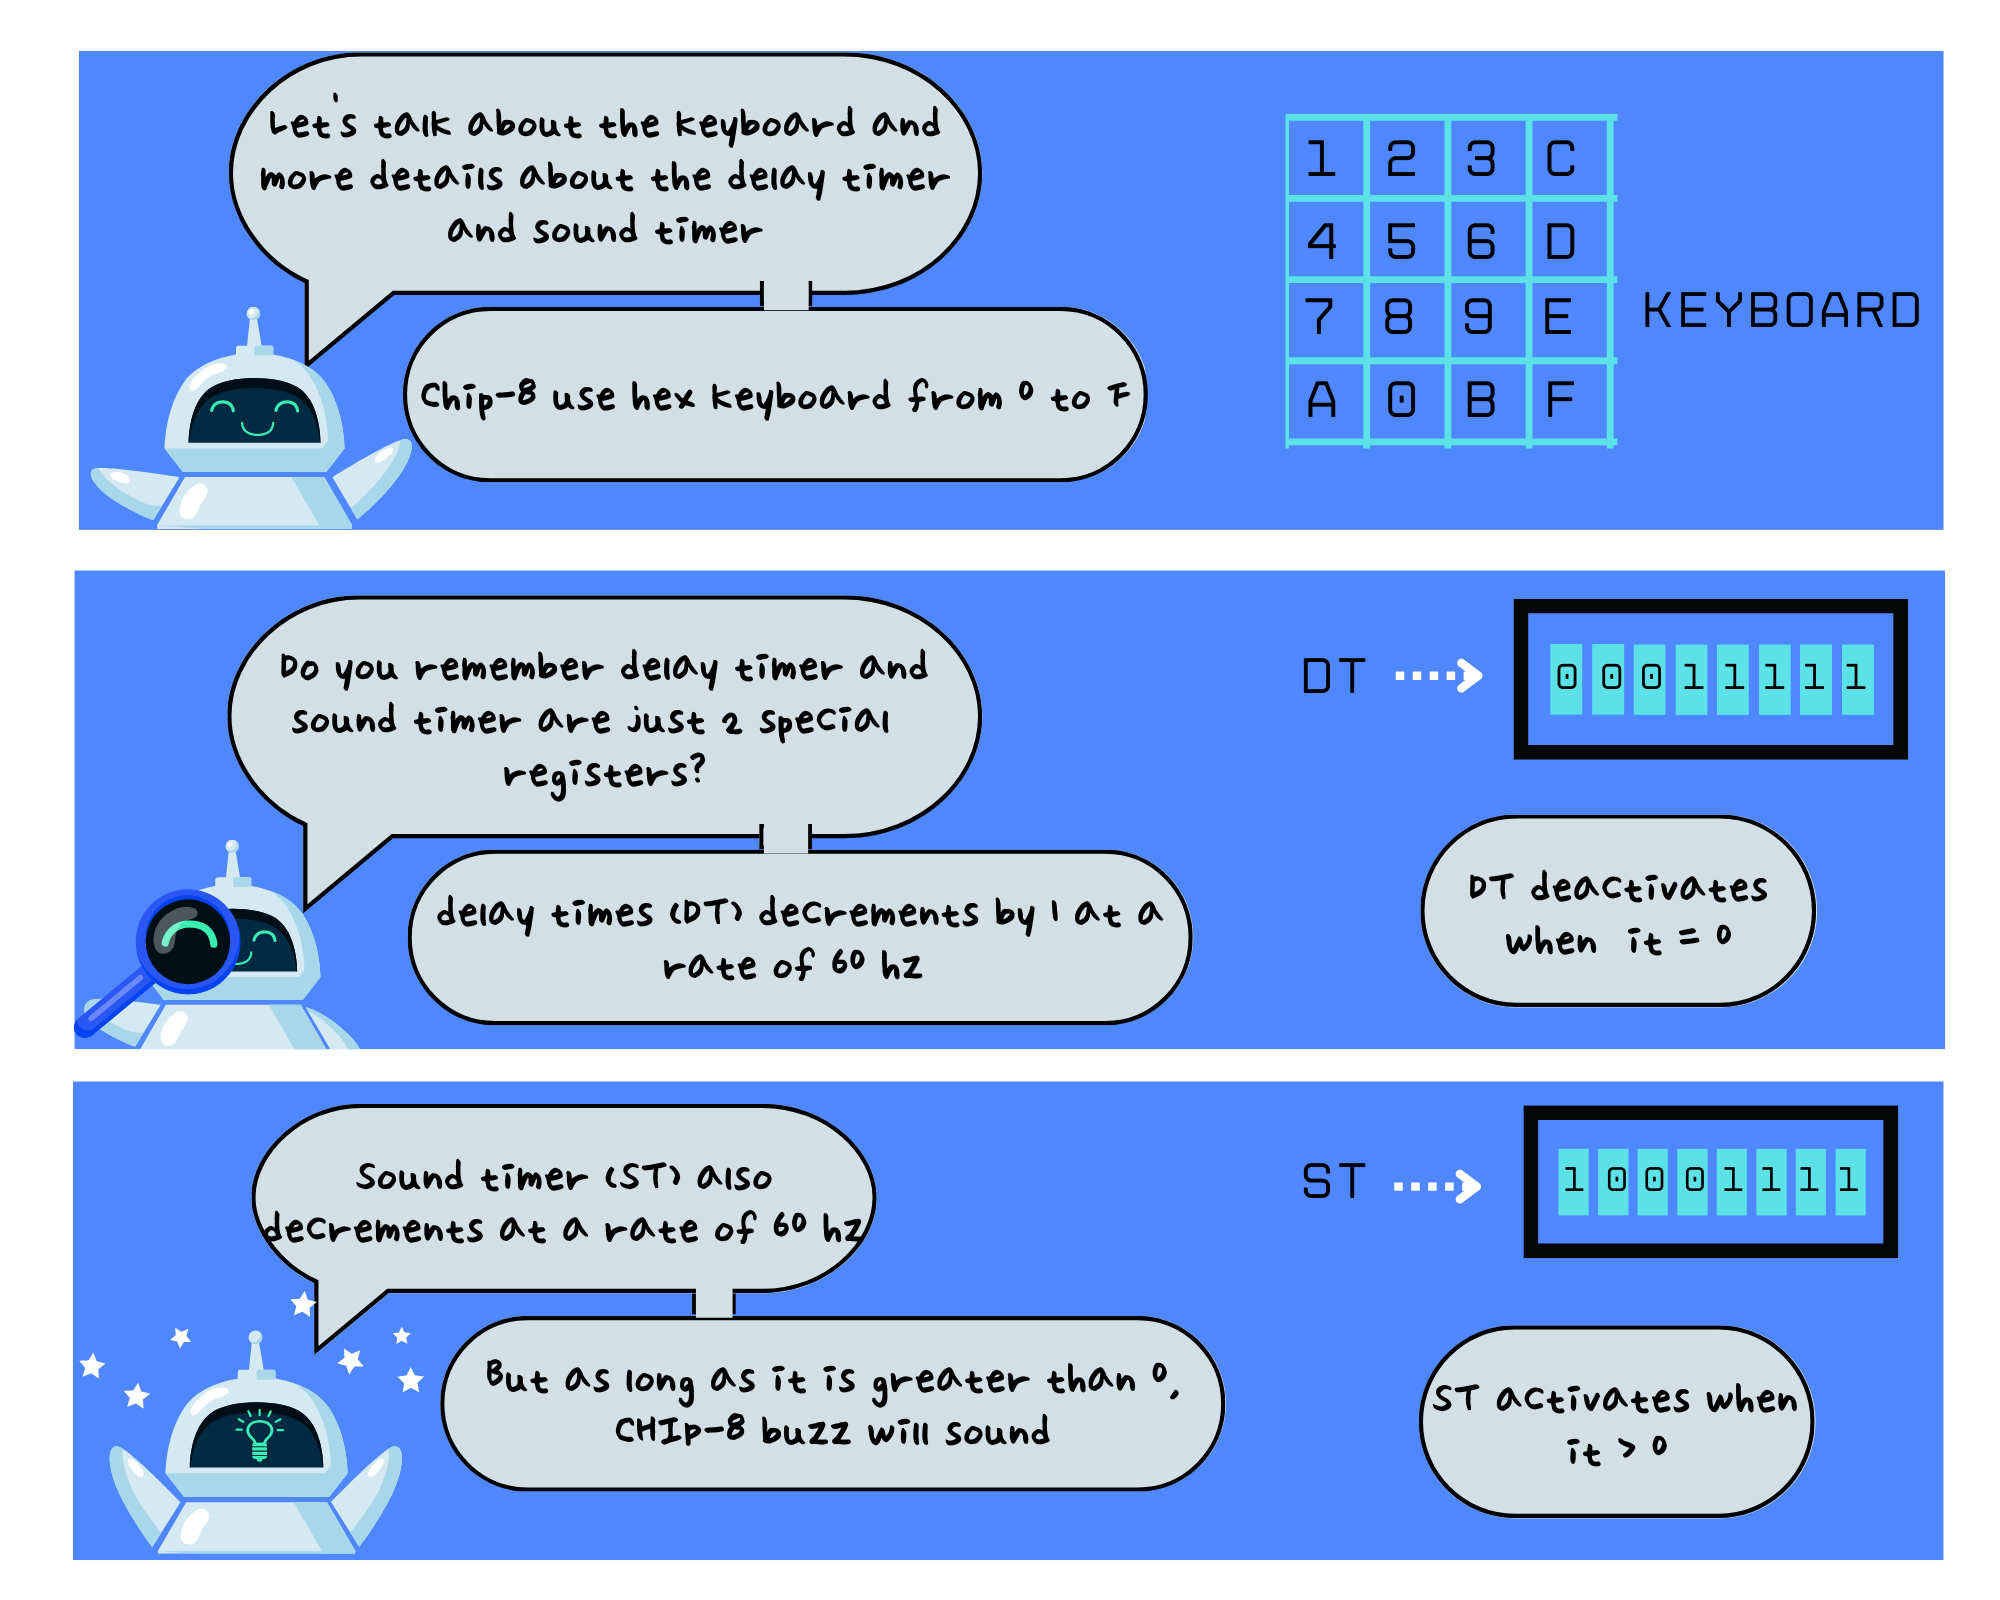 Let's talk about the keyboard and
more details about the delay timer
and sound timer
Chip-8 use hex keyboard from 0 to F
1 2 3 C
4 5 6 D
7 8 9 E
A 0 B F
KEYBOARD
Do you remember delay timer and
sound timer are just 2 special
registers?
delay times (DT) decrements by 1 at a
rate of 60 hz
DT
0 0 0 1 1 1 1 1
DT deactivates
when it = 0
Sound timer (ST) also
decrements at a rate of 60 hz
But as long as it is greater than 0,
CHIP-8 buzz will sound
ST
1 0 0 0 1 1 1 1
ST activates when
it > 0